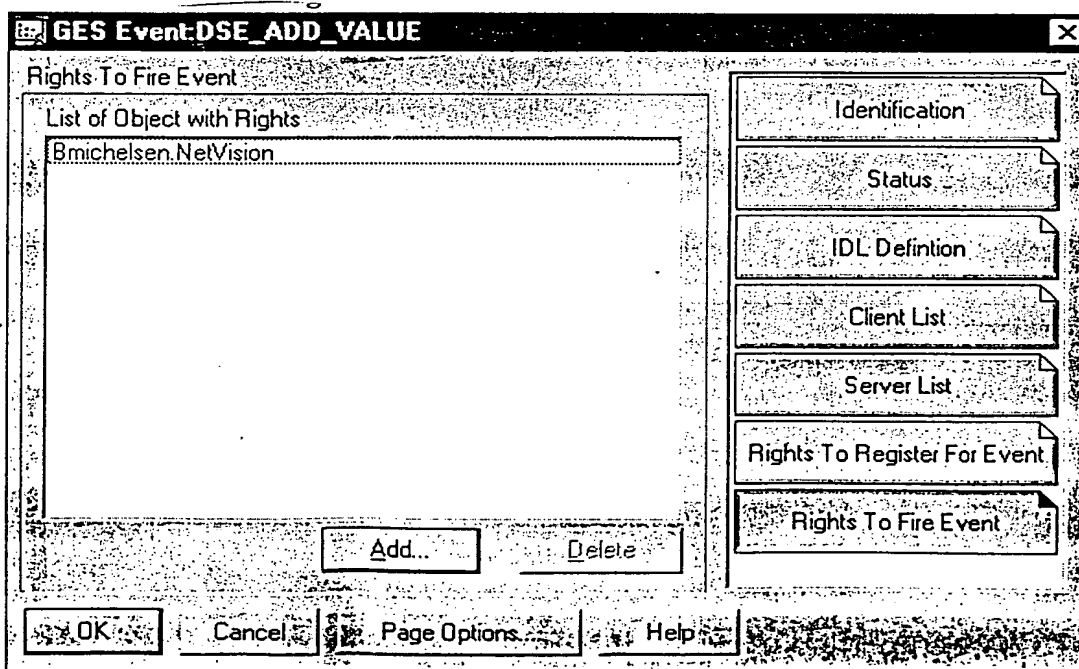 GES Event:DSE_ADD_VALUE
Rights To Fire Event
List of Object with Rights
Bmichelsen.NetVision
Add...
Delete
Identification
Status
IDL Defintion
Client List
Server List
Rights To Register For Event
Rights To Fire Event
OK
Cancel
Page Options...
Help